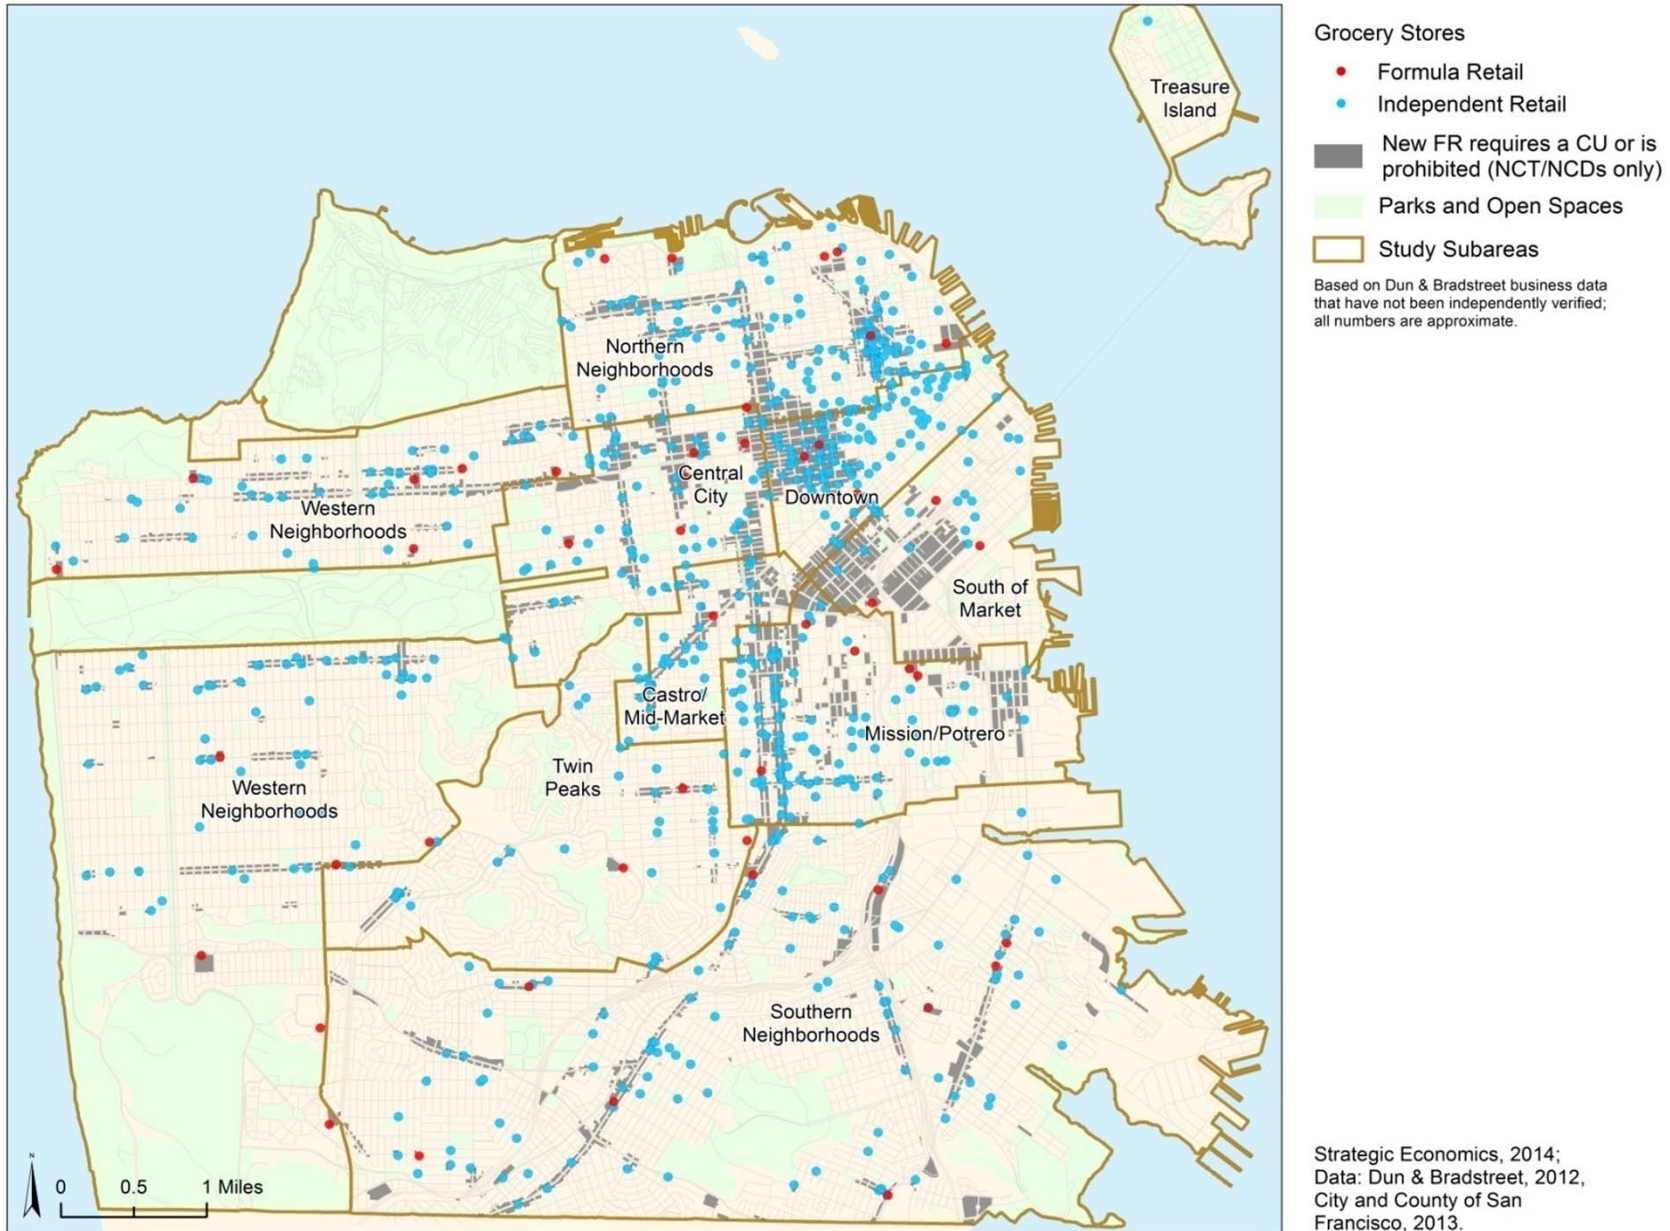 Treasure
Island
Northern
Neighborhoods
Central
City
Downtown
Western
Neighborhoods
South of
Market
Castro/
Mid-Market
Mission/Potrero
Twin
Peaks
Western
Neighborhoods
Southern
Neighborhoods
N
0 0.5 1 Miles
Grocery Stores
Formula Retail
Independent Retail
New FR requires a CU or is
prohibited (NCT/NCDs only)
Parks and Open Spaces
Study Subareas
Based on Dun & Bradstreet business data
that have not been independently verified;
all numbers are approximate.
Strategic Economics, 2014;
Data: Dun & Bradstreet, 2012,
City and County of San
Francisco, 2013.